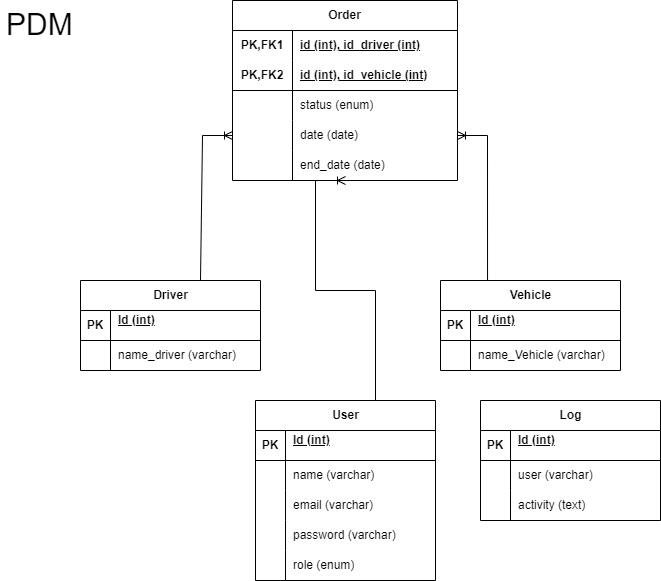 PDM
Order
PK,FK1 id (int), id_driver (int)
PK,FK2 id (int), id_vehicle (int)
status (enum)
date (date)
end_date (date)
Driver
PK Id (int)
name_driver (varchar)
Vehicle
PK Id (int)
name_Vehicle (varchar)
User
PK Id (int)
name (varchar)
email (varchar)
password (varchar)
role (enum)
Log
PK Id (int)
user (varchar)
activity (text)